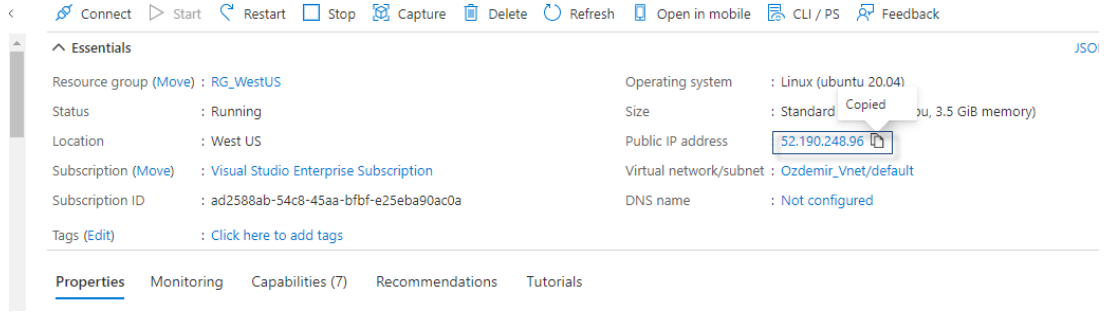 Connect Start Restart Stop Capture Delete Refresh Open in mobile CLI / PS Feedback
Essentials
Resource group (Move) : RG_WestUS
Status : Running
Location : West US
Subscription (Move) : Visual Studio Enterprise Subscription
Subscription ID : ad2588ab-54c8-45aa-bfbf-e25eba90ac0a
Tags (Edit) : Click here to add tags
Operating system : Linux (ubuntu 20.04)
Copied
Size : Standard , 3.5 GiB memory)
Public IP address 52.190.248.96
Virtual network/subnet : Ozdemir_Vnet/default
DNS name : Not configured
Properties Monitoring Capabilities (7) Recommendations Tutorials